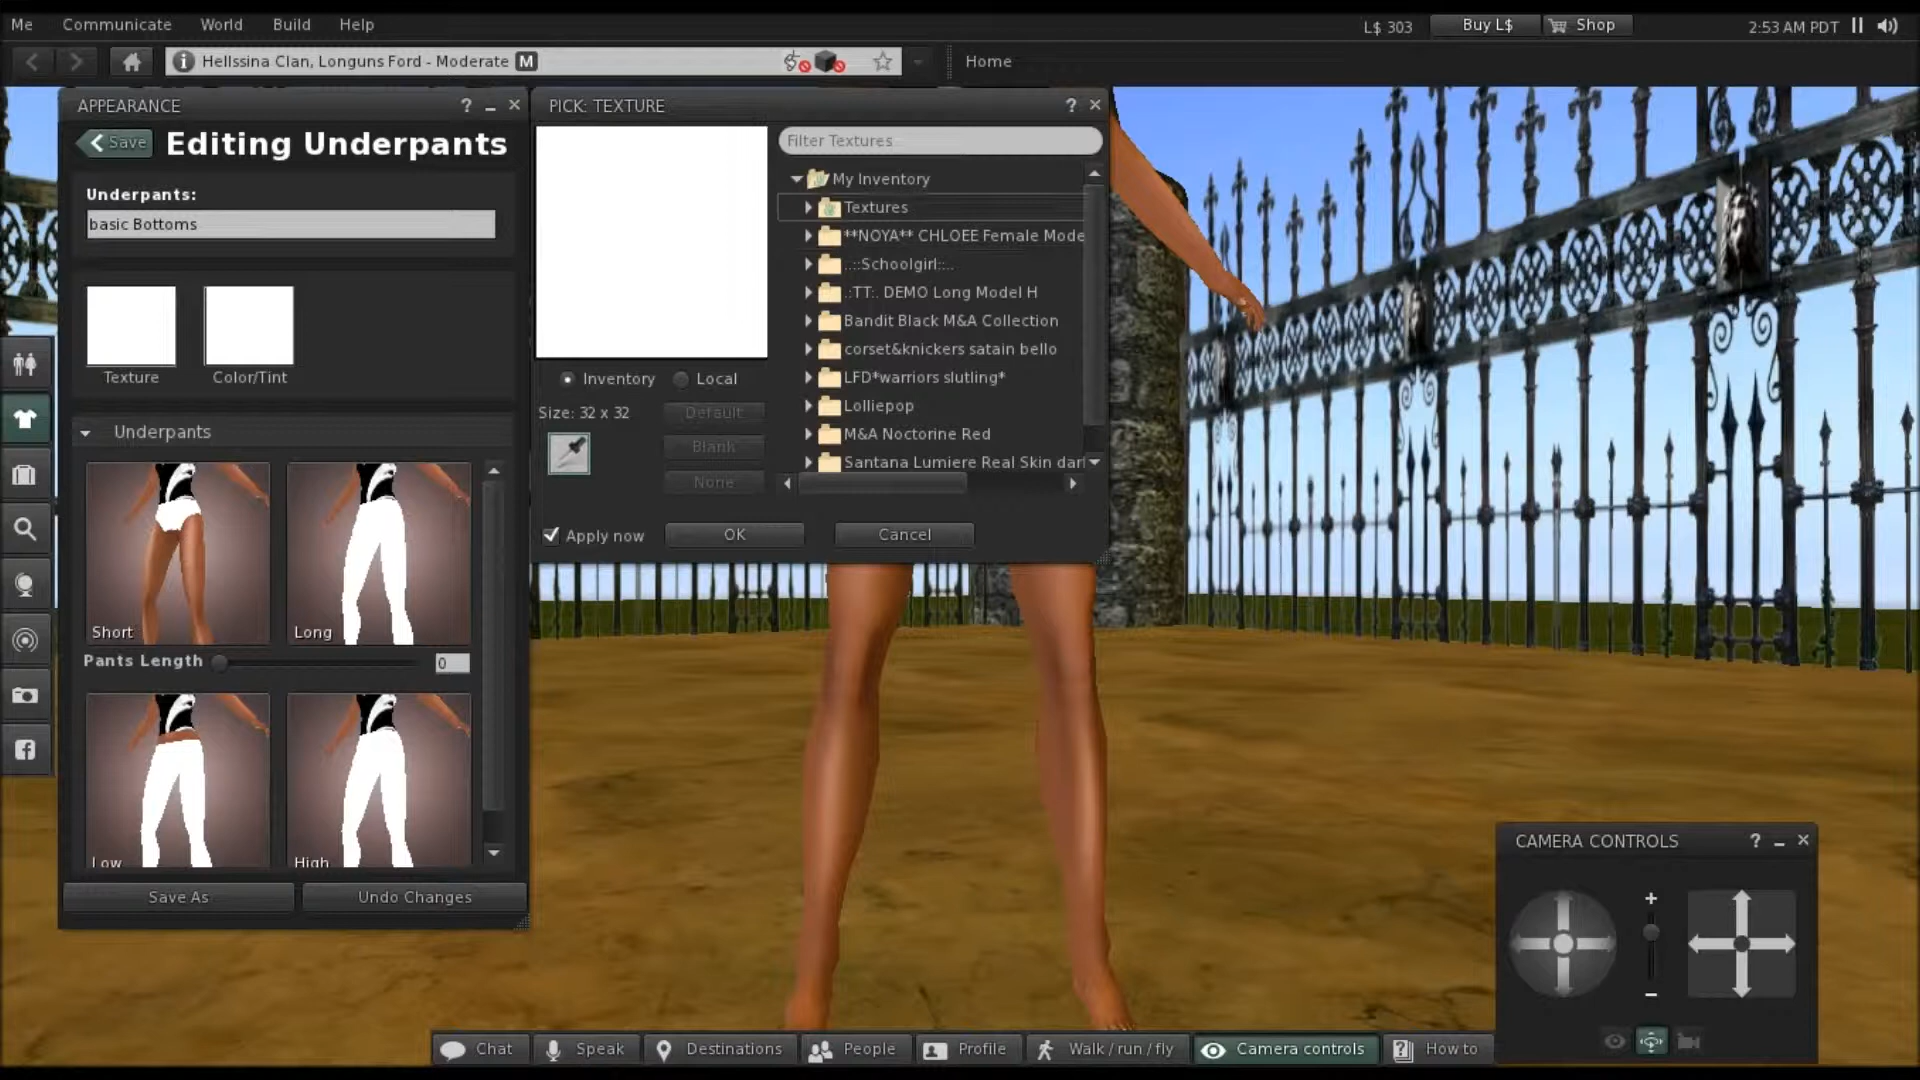 Me Communicate World Build Help
L$ 303 Buy L$ Shop 2:53 AM PDT
Hellssina Clan, Longuns Ford - Moderate M
Home
APPEARANCE ?
Save Editing Underpants
Underpants:
basic Bottoms
Texture Color/Tint
Underpants
Short Long
Pants Length 0
Low High
Save As Undo Changes
PICK: TEXTURE ?
Filter Textures
My Inventory
Textures
**NOYA** CHLOEE Female Mode
..::Schoolgirl::..
.:TT:. DEMO Long Model H
Bandit Black M&A Collection
corset&knickers satain bello
LFD*warriors slutling*
Lolliepop
M&A Noctorine Red
Santana Lumiere Real Skin dar
Inventory Local
Size: 32 x 32
Default
Blank
None
Apply now OK Cancel
CAMERA CONTROLS ?
Chat Speak Destinations People Profile Walk / run / fly Camera controls How to